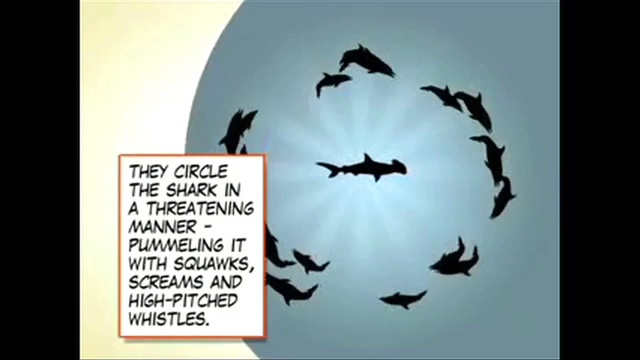 THEY CIRCLE
THE SHARK IN
A THREATENING
MANNER -
PUMMELING IT
WITH SQUAWKS,
SCREAMS AND
HIGH-PITCHED
WHISTLES.